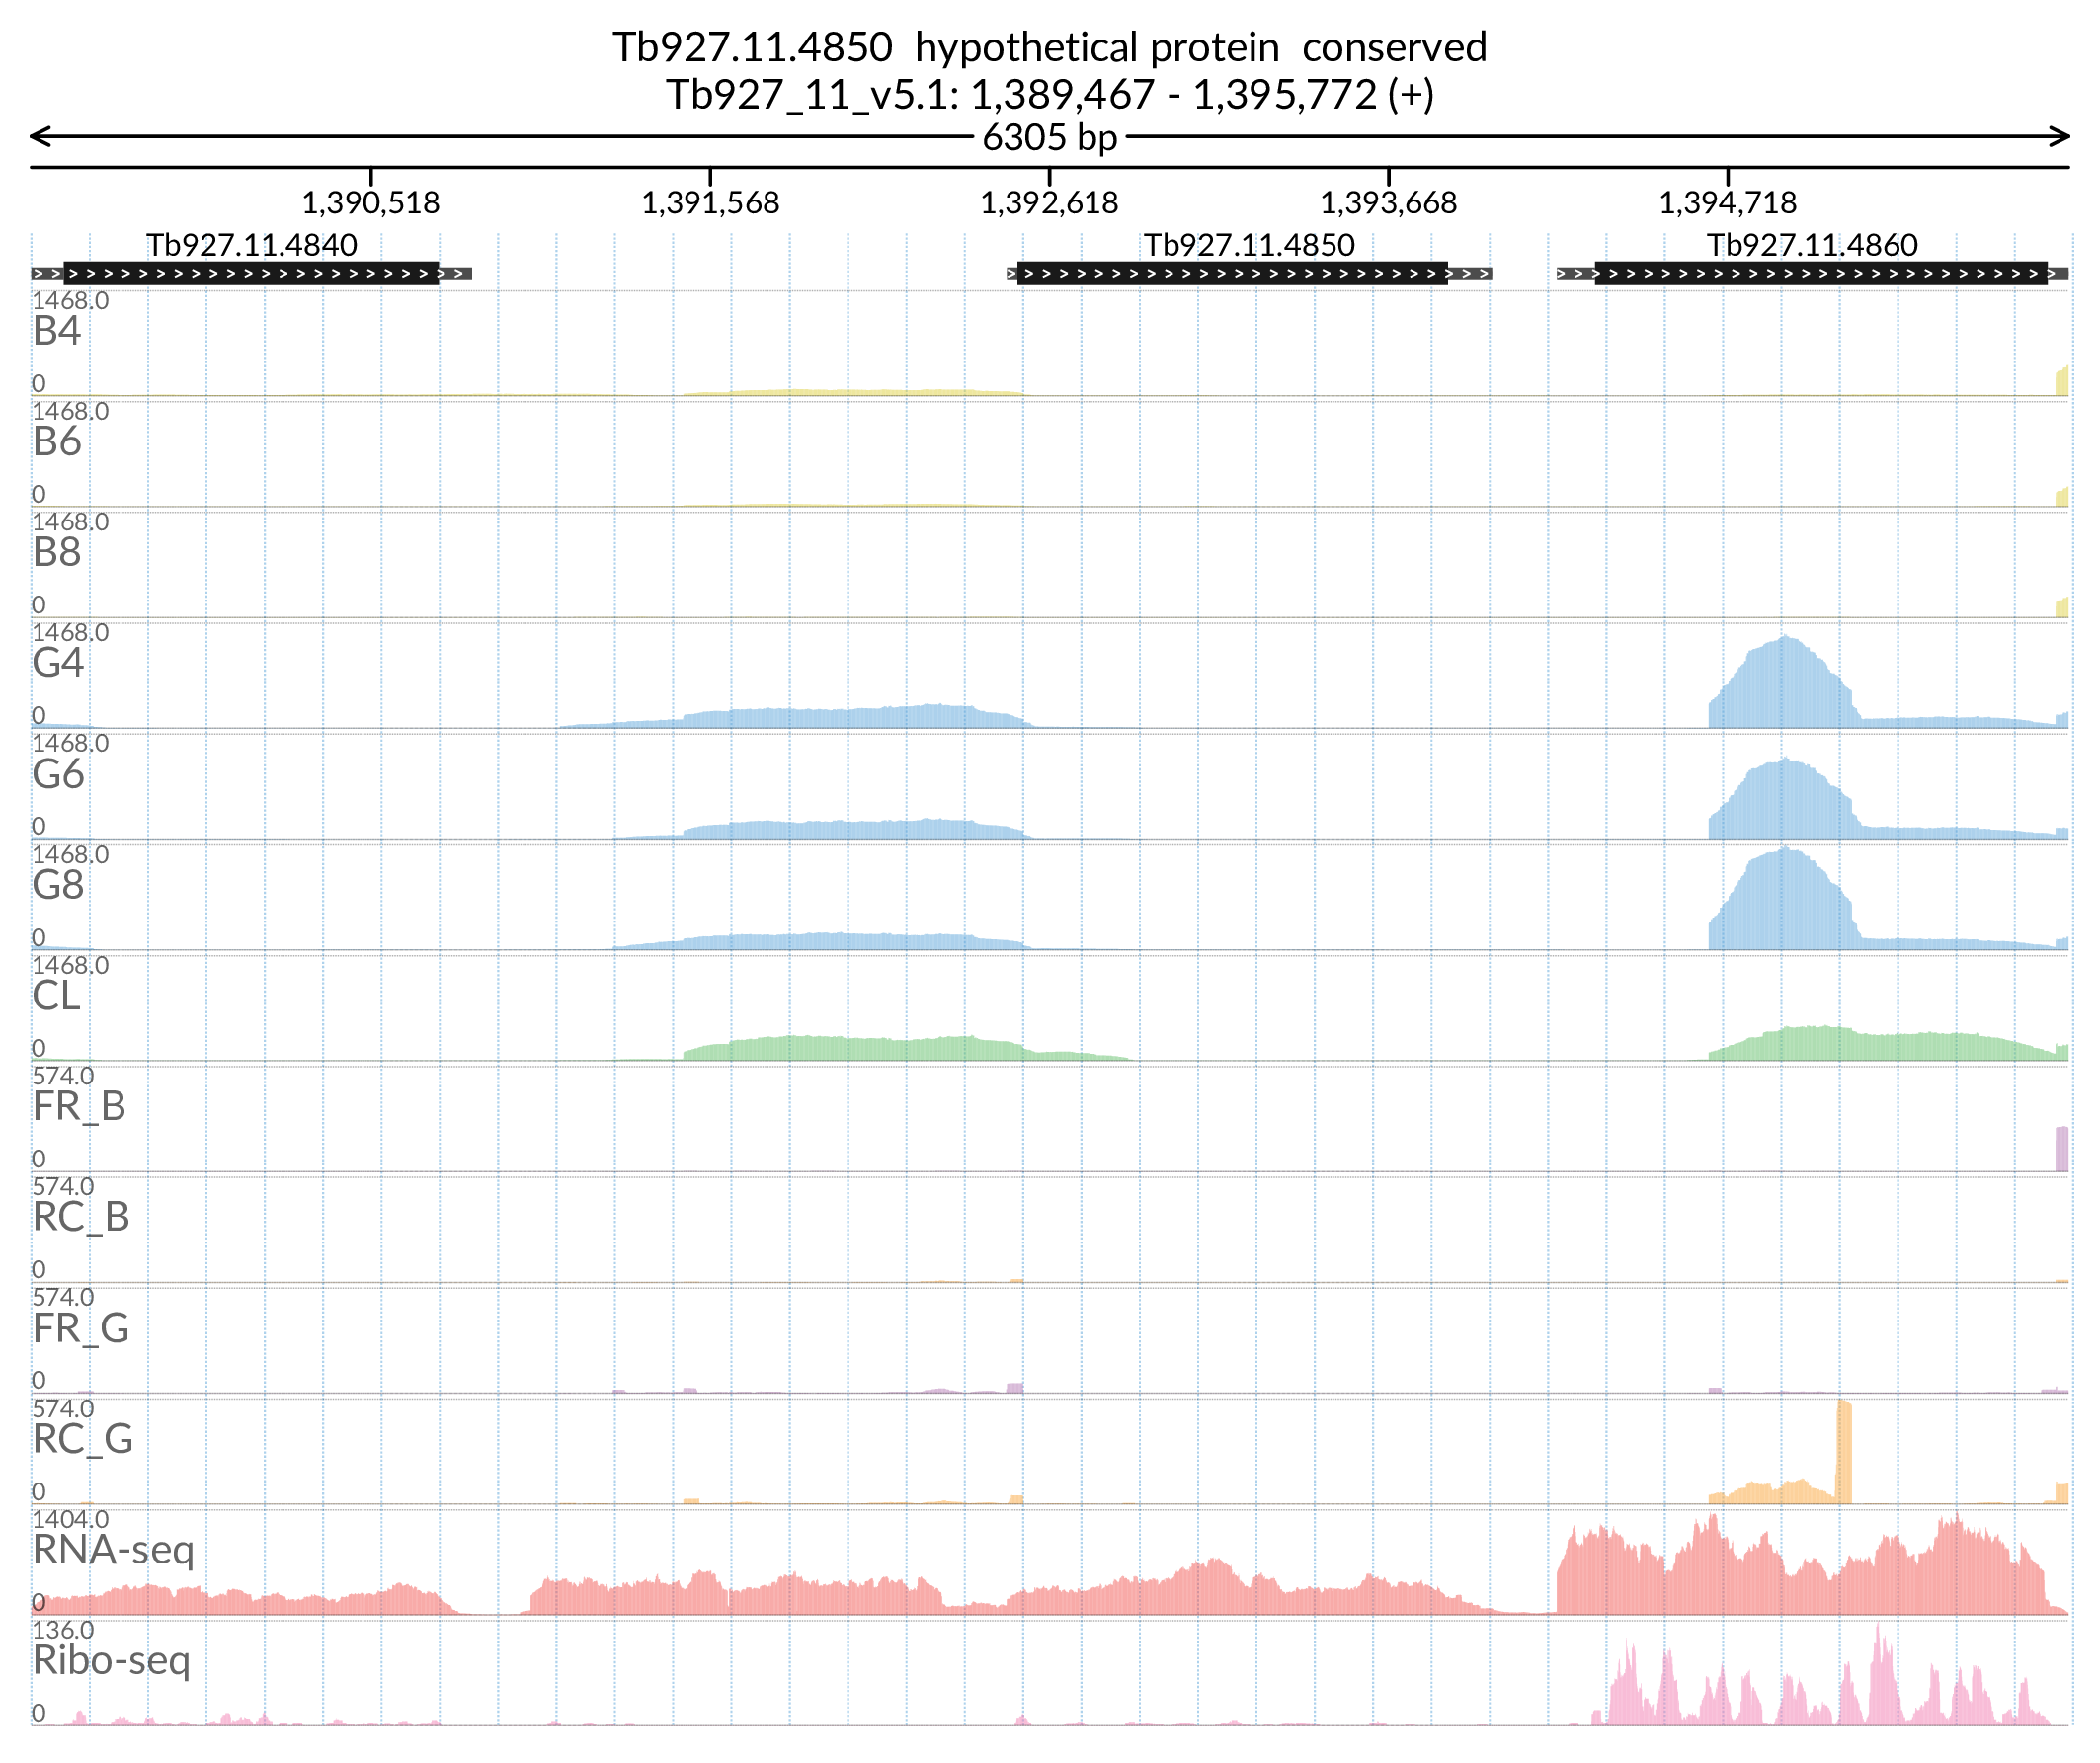 Tb927.11.4850 hypothetical protein conserved
Tb927_11_v5.1: 1,389,467 - 1,395,772 (+)
6305 bp
1,390,518 1,391,568 1,392,618 1,393,668 1,394,718
Tb927.11.4840 Tb927.11.4850 Tb927.11.4860
1468.0
B4
0
1468.0
B6
0
1468.0
B8
0
1468.0
G4
0
1468.0
G6
0
1468.0
G8
0
1468.0
CL
0
574.0
FR_B
0
574.0
RC_B
0
574.0
FR_G
0
574.0
RC_G
0
1404.0
RNA-seq
0
136.0
Ribo-seq
0